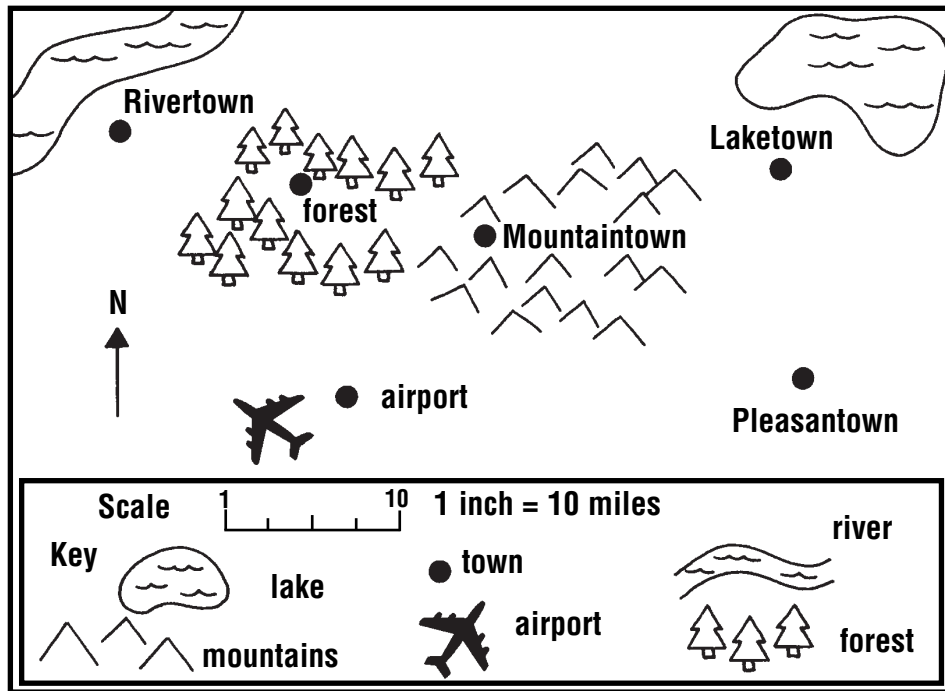 Rivertown
Laketown
forest
Mountaintown
N
airport
Pleasantown
Scale 1 10 1 inch = 10 miles
Key
lake
town
river
mountains
airport
forest